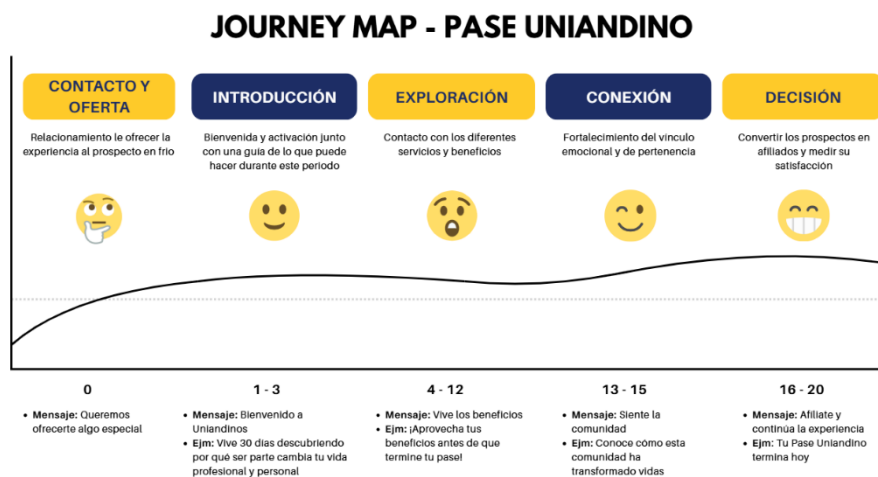 JOURNEY MAP - PASE UNIANDINO
CONTACTO Y
OFERTA
Relacionamiento le ofrecer la
experiencia al prospecto en frio
INTRODUCCIÓN
Bienvenida y activación junto
con una guía de lo que puede
hacer durante este periodo
EXPLORACIÓN
Contacto con los diferentes
servicios y beneficios
CONEXIÓN
Fortalecimiento del vinculo
emocional y de pertenencia
DECISIÓN
Convertir los prospectos en
afiliados y medir su
satisfacción
0
• Mensaje: Queremos
ofrecerte algo especial
1 - 3
• Mensaje: Bienvenido a
Uniandinos
• Ejm: Vive 30 días descubriendo
por qué ser parte cambia tu vida
profesional y personal
4 - 12
• Mensaje: Vive los beneficios
• Ejm: ¡Aprovecha tus
beneficios antes de que
termine tu pase!
13 - 15
• Mensaje: Siente la
comunidad
• Ejm: Conoce cómo esta
comunidad ha
transformado vidas
16 - 20
• Mensaje: Afíliate y
continúa la experiencia
• Ejm: Tu Pase Uniandino
termina hoy